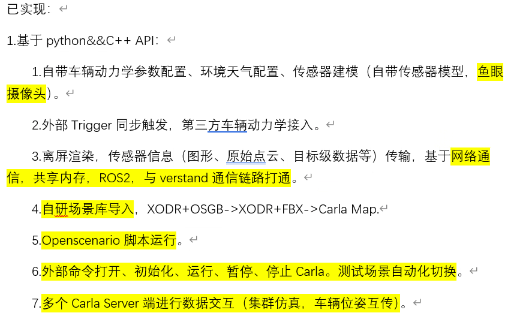 已实现：
1.基于 python&&C++ API：
1.自带车辆动力学参数配置、环境天气配置、传感器建模（自带传感器模型，鱼眼
摄像头）。
2.外部 Trigger 同步触发，第三方车辆动力学接入。
3.离屏渲染，传感器信息（图形、原始点云、目标级数据等）传输，基于网络通
信，共享内存，ROS2，与 verstand 通信链路打通。
4.自研场景库导入，XODR+OSGB->XODR+FBX->Carla Map.
5.Openscenario 脚本运行。
6.外部命令打开、初始化、运行、暂停、停止 Carla。测试场景自动化切换。
7.多个 Carla Server 端进行数据交互（集群仿真，车辆位姿互传）。